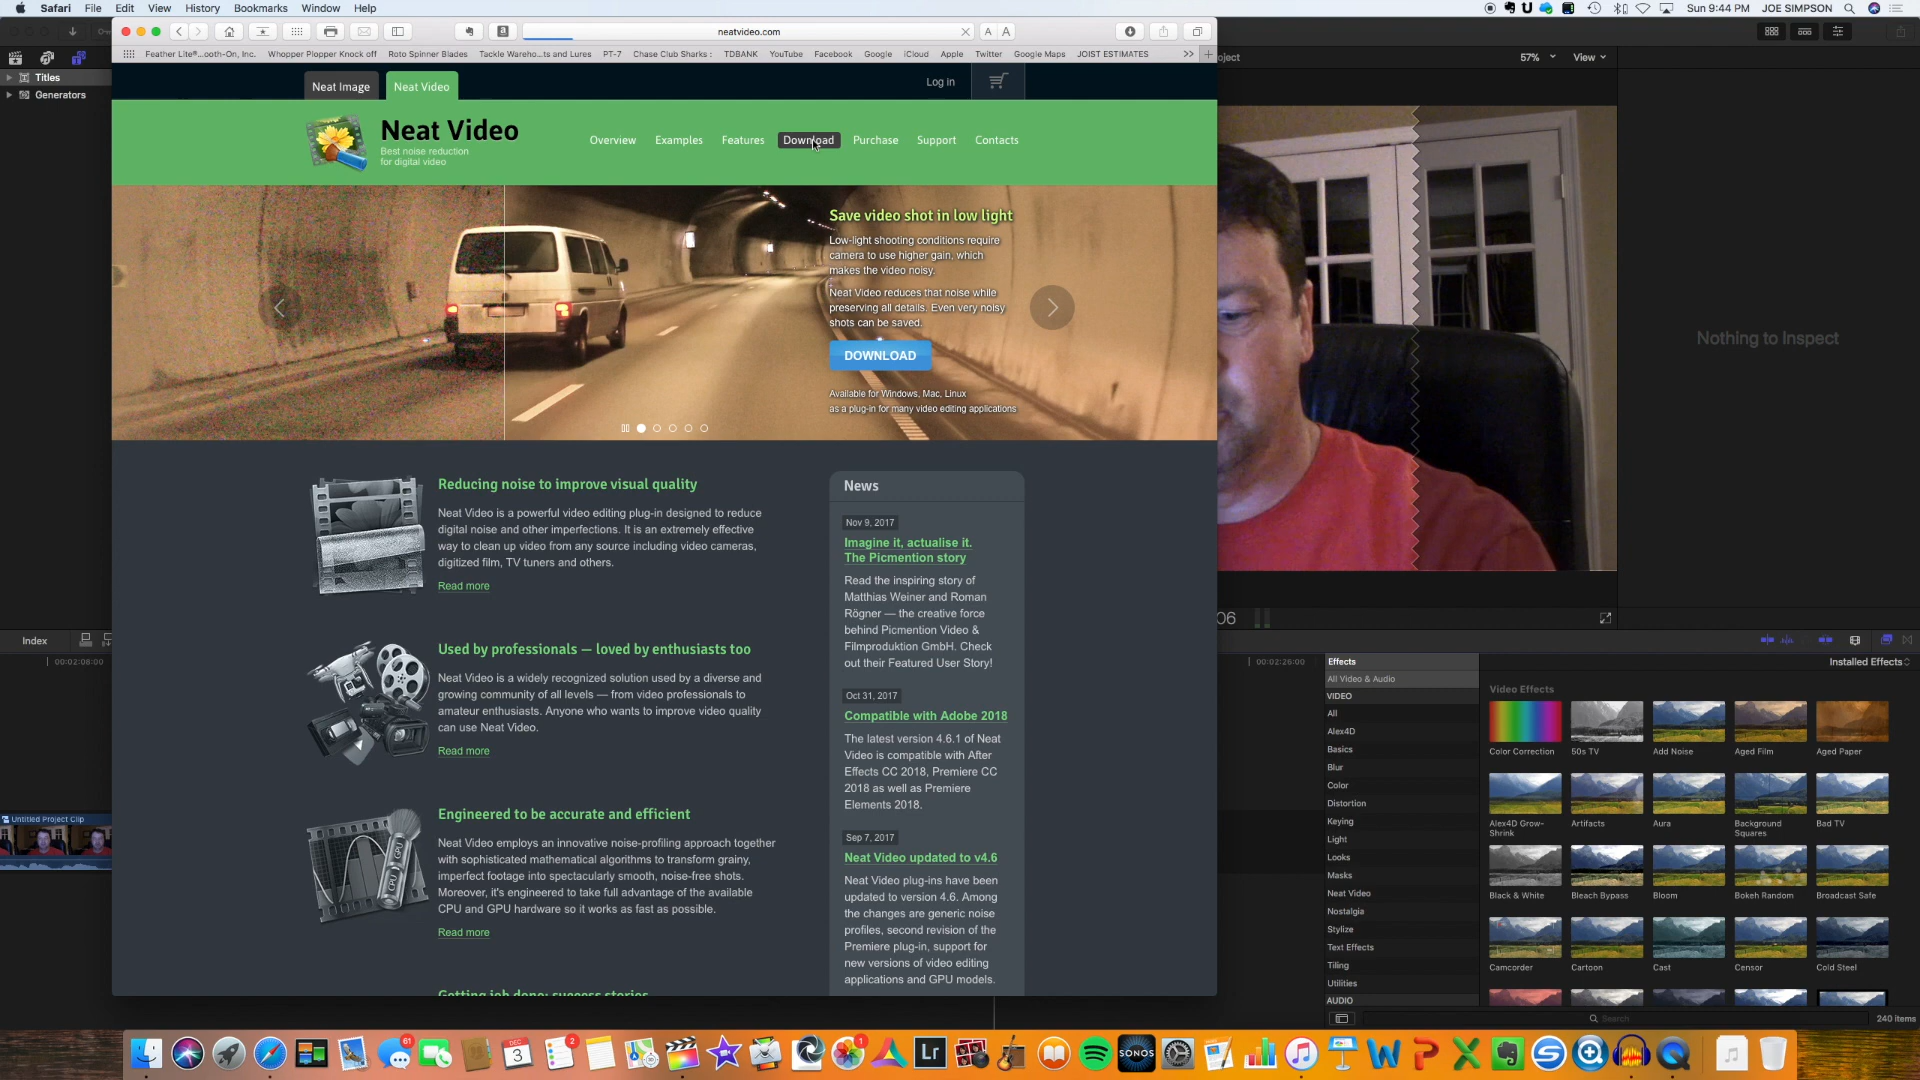 Safari File Edit View History Bookmarks Window Help
Sun 9:44 PM JOE SIMPSON
neatvideo.com
A A
Feather Lite®...ooth-On, Inc. Whopper Plopper Knock off Roto Spinner Blades Tackle Wareho...ts and Lures PT-7 Chase Club Sharks : TDBANK YouTube Facebook Google iCloud Apple Twitter Google Maps JOIST ESTIMATES
Titles
Generators
oject
57%
View
Neat Image
Neat Video
Log in
Neat Video
Best noise reduction
for digital video
Overview Examples Features Download Purchase Support Contacts
Save video shot in low light
Low-light shooting conditions require
camera to use higher gain, which
makes the video noisy.
Neat Video reduces that noise while
preserving all details. Even very noisy
shots can be saved.
DOWNLOAD
Available for Windows, Mac, Linux
as a plug-in for many video editing applications
Reducing noise to improve visual quality
Neat Video is a powerful video editing plug-in designed to reduce
digital noise and other imperfections. It is an extremely effective
way to clean up video from any source including video cameras,
digitized film, TV tuners and others.
Read more
Used by professionals — loved by enthusiasts too
Neat Video is a widely recognized solution used by a diverse and
growing community of all levels — from video professionals to
amateur enthusiasts. Anyone who wants to improve video quality
can use Neat Video.
Read more
Engineered to be accurate and efficient
Neat Video employs an innovative noise-profiling approach together
with sophisticated mathematical algorithms to transform grainy,
imperfect footage into spectacularly smooth, noise-free shots.
Moreover, it's engineered to take full advantage of the available
CPU and GPU hardware so it works as fast as possible.
Read more
Getting job done: success stories
News
Nov 9, 2017
Imagine it, actualise it.
The Picmention story
Read the inspiring story of
Matthias Weiner and Roman
Rögner — the creative force
behind Picmention Video &
Filmproduktion GmbH. Check
out their Featured User Story!
Oct 31, 2017
Compatible with Adobe 2018
The latest version 4.6.1 of Neat
Video is compatible with After
Effects CC 2018, Premiere CC
2018 as well as Premiere
Elements 2018.
Sep 7, 2017
Neat Video updated to v4.6
Neat Video plug-ins have been
updated to version 4.6. Among
the changes are generic noise
profiles, second revision of the
Premiere plug-in, support for
new versions of video editing
applications and GPU models.
Nothing to Inspect
06
Index
00:02:08:00
Untitled Project Clip
00:02:26:00
Effects
Installed Effects
All Video & Audio
VIDEO
All
Alex4D
Basics
Blur
Color
Distortion
Keying
Light
Looks
Masks
Neat Video
Nostalgia
Stylize
Text Effects
Tiling
Utilities
AUDIO
Video Effects
Color Correction 50s TV Add Noise Aged Film Aged Paper
Alex4D Grow-
Shrink
Artifacts Aura
Background
Squares
Bad TV
Black & White Bleach Bypass Bloom Bokeh Random Broadcast Safe
Camcorder Cartoon Cast Censor Cold Steel
Search
240 items
61
DEC
3
2
1
Lr
SONOS